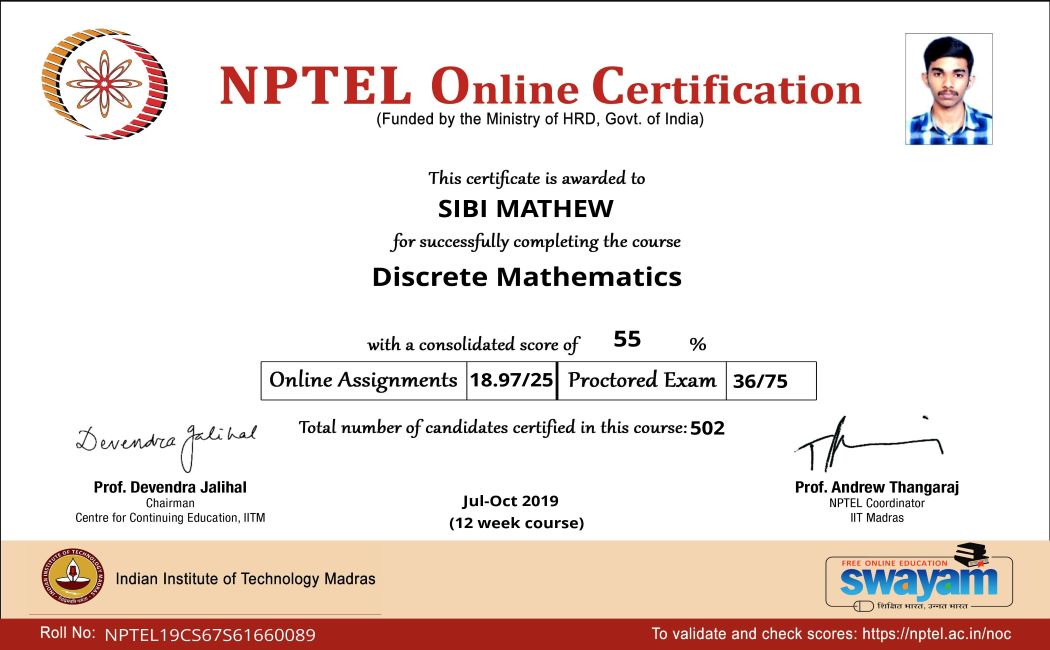 NPTEL Online Certification
(Funded by the Ministry of HRD, Govt. of India)
This certificate is awarded to
SIBI MATHEW
for successfully completing the course
Discrete Mathematics
with a consolidated score of 55 %
Online Assignments 18.97/25 Proctored Exam 36/75
Total number of candidates certified in this course: 502
Devendra Jalihal
Prof. Devendra Jalihal
Chairman
Centre for Continuing Education, IITM
Jul-Oct 2019
(12 week course)
Prof. Andrew Thangaraj
NPTEL Coordinator
IIT Madras
INDIAN INSTITUTE OF TECHNOLOGY MADRAS
Indian Institute of Technology Madras
FREE ONLINE EDUCATION
swayam
शिक्षित भारत, उन्नत भारत
Roll No: NPTEL19CS67S61660089
To validate and check scores: https://nptel.ac.in/noc